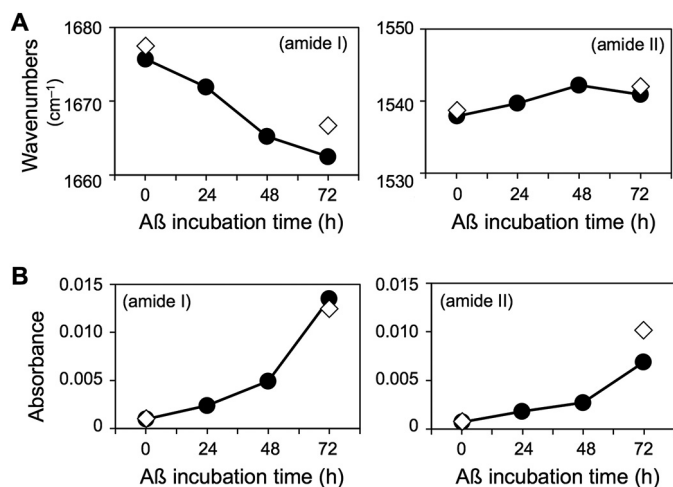 A
1680
1670
1660
Wavenumbers
(cm⁻¹)
(amide I)
0 24 48 72
Aß incubation time (h)
1550
1540
1530
(amide II)
0 24 48 72
Aß incubation time (h)
B
0.015
0.010
0.005
0
Absorbance
(amide I)
0 24 48 72
Aß incubation time (h)
0.015
0.010
0.005
0
(amide II)
0 24 48 72
Aß incubation time (h)